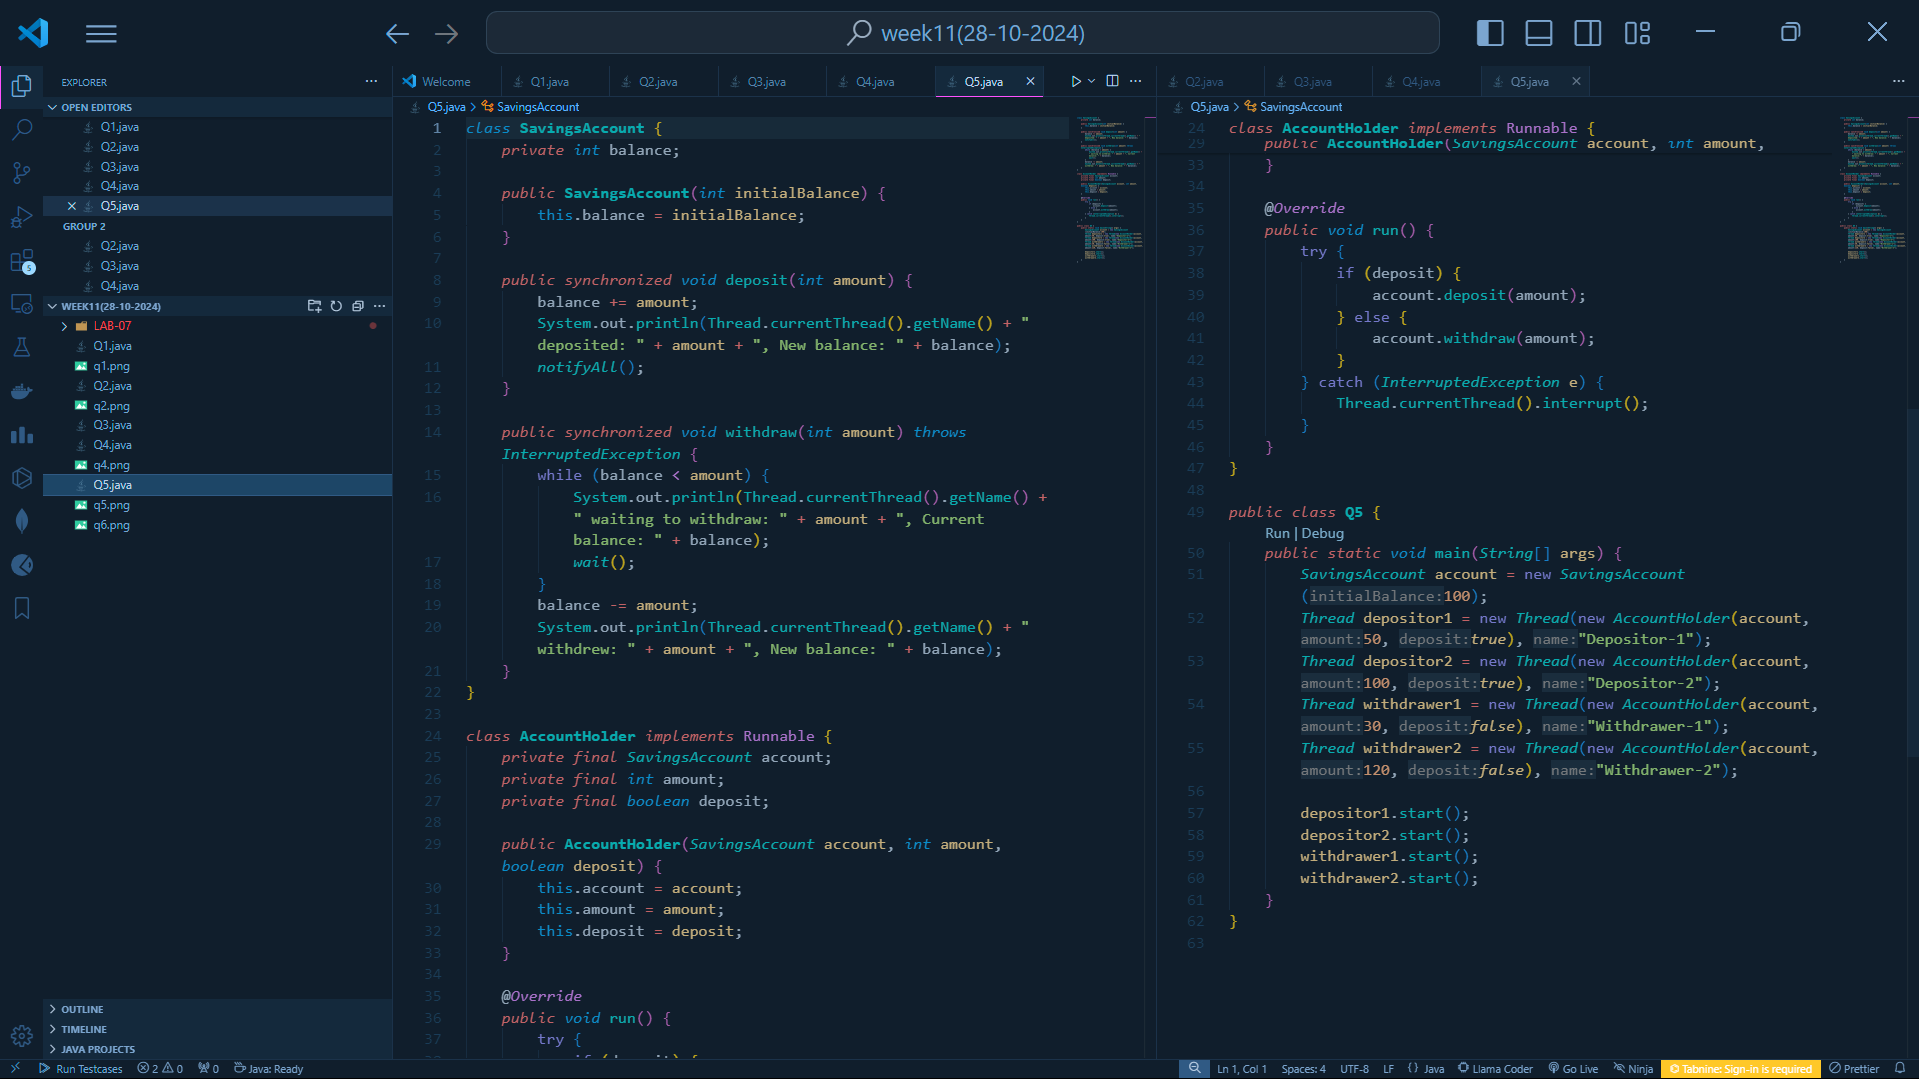 week11(28-10-2024)
EXPLORER
OPEN EDITORS
Q1.java
Q2.java
Q3.java
Q4.java
Q5.java
GROUP 2
Q2.java
Q3.java
Q4.java
WEEK11(28-10-2024)
LAB-07
Q1.java
q1.png
Q2.java
q2.png
Q3.java
Q4.java
q4.png
Q5.java
q5.png
q6.png
OUTLINE
TIMELINE
JAVA PROJECTS
5
Welcome Q1.java Q2.java Q3.java Q4.java Q5.java
Q5.java > SavingsAccount
1 class SavingsAccount {
2 private int balance;
3
4 public SavingsAccount(int initialBalance) {
5 this.balance = initialBalance;
6 }
7
8 public synchronized void deposit(int amount) {
9 balance += amount;
10 System.out.println(Thread.currentThread().getName() + "
deposited: " + amount + ", New balance: " + balance);
11 notifyAll();
12 }
13
14 public synchronized void withdraw(int amount) throws
InterruptedException {
15 while (balance < amount) {
16 System.out.println(Thread.currentThread().getName() +
" waiting to withdraw: " + amount + ", Current
balance: " + balance);
17 wait();
18 }
19 balance -= amount;
20 System.out.println(Thread.currentThread().getName() + "
withdrew: " + amount + ", New balance: " + balance);
21 }
22 }
23
24 class AccountHolder implements Runnable {
25 private final SavingsAccount account;
26 private final int amount;
27 private final boolean deposit;
28
29 public AccountHolder(SavingsAccount account, int amount,
boolean deposit) {
30 this.account = account;
31 this.amount = amount;
32 this.deposit = deposit;
33 }
34
35 @Override
36 public void run() {
37 try {
Q2.java Q3.java Q4.java Q5.java
Q5.java > SavingsAccount
24 class AccountHolder implements Runnable {
29 public AccountHolder(SavingsAccount account, int amount,
33 }
34
35 @Override
36 public void run() {
37 try {
38 if (deposit) {
39 account.deposit(amount);
40 } else {
41 account.withdraw(amount);
42 }
43 } catch (InterruptedException e) {
44 Thread.currentThread().interrupt();
45 }
46 }
47 }
48
49 public class Q5 {
Run | Debug
50 public static void main(String[] args) {
51 SavingsAccount account = new SavingsAccount
(initialBalance:100);
52 Thread depositor1 = new Thread(new AccountHolder(account,
amount:50, deposit:true), name:"Depositor-1");
53 Thread depositor2 = new Thread(new AccountHolder(account,
amount:100, deposit:true), name:"Depositor-2");
54 Thread withdrawer1 = new Thread(new AccountHolder(account,
amount:30, deposit:false), name:"Withdrawer-1");
55 Thread withdrawer2 = new Thread(new AccountHolder(account,
amount:120, deposit:false), name:"Withdrawer-2");
56
57 depositor1.start();
58 depositor2.start();
59 withdrawer1.start();
60 withdrawer2.start();
61 }
62 }
63
Run Testcases 2 0 0 Java: Ready Ln 1, Col 1 Spaces: 4 UTF-8 LF {} Java Llama Coder Go Live Ninja Tabnine: Sign-in is required Prettier